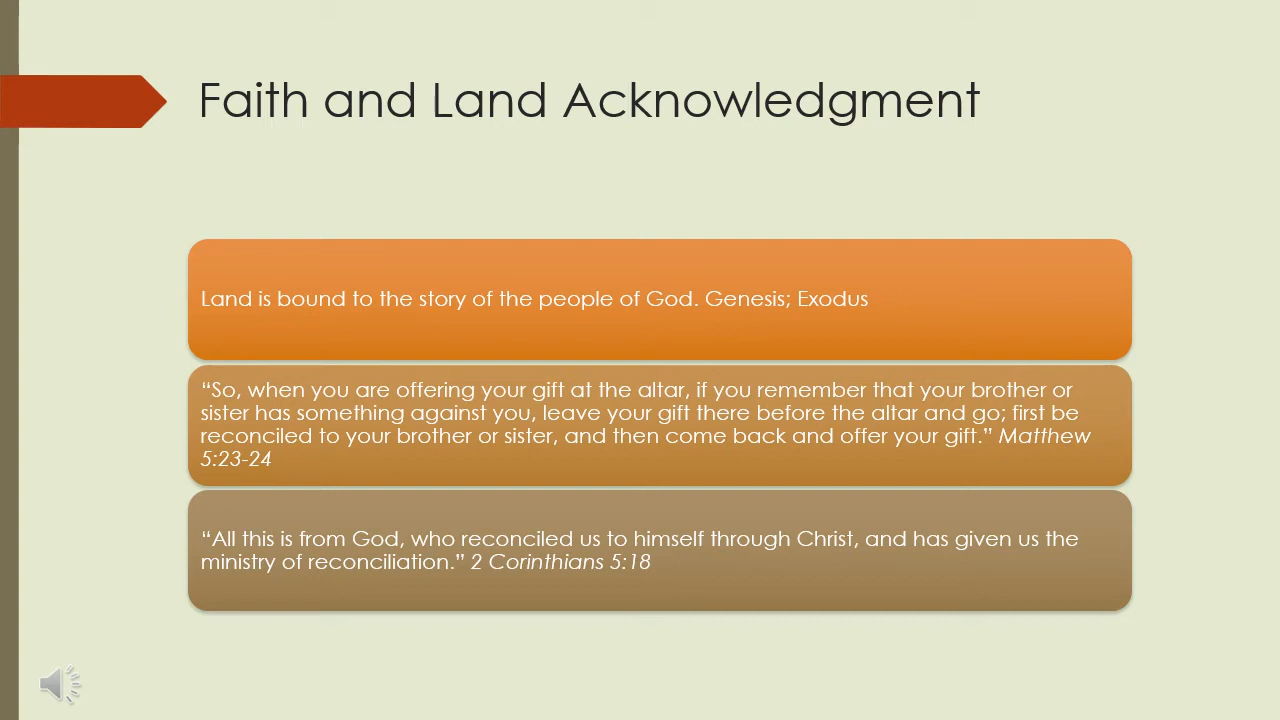 Faith and Land Acknowledgment
Land is bound to the story of the people of God. Genesis; Exodus
“So, when you are offering your gift at the altar, if you remember that your brother or
sister has something against you, leave your gift there before the altar and go; first be
reconciled to your brother or sister, and then come back and offer your gift.” Matthew
5:23-24
“All this is from God, who reconciled us to himself through Christ, and has given us the
ministry of reconciliation.” 2 Corinthians 5:18